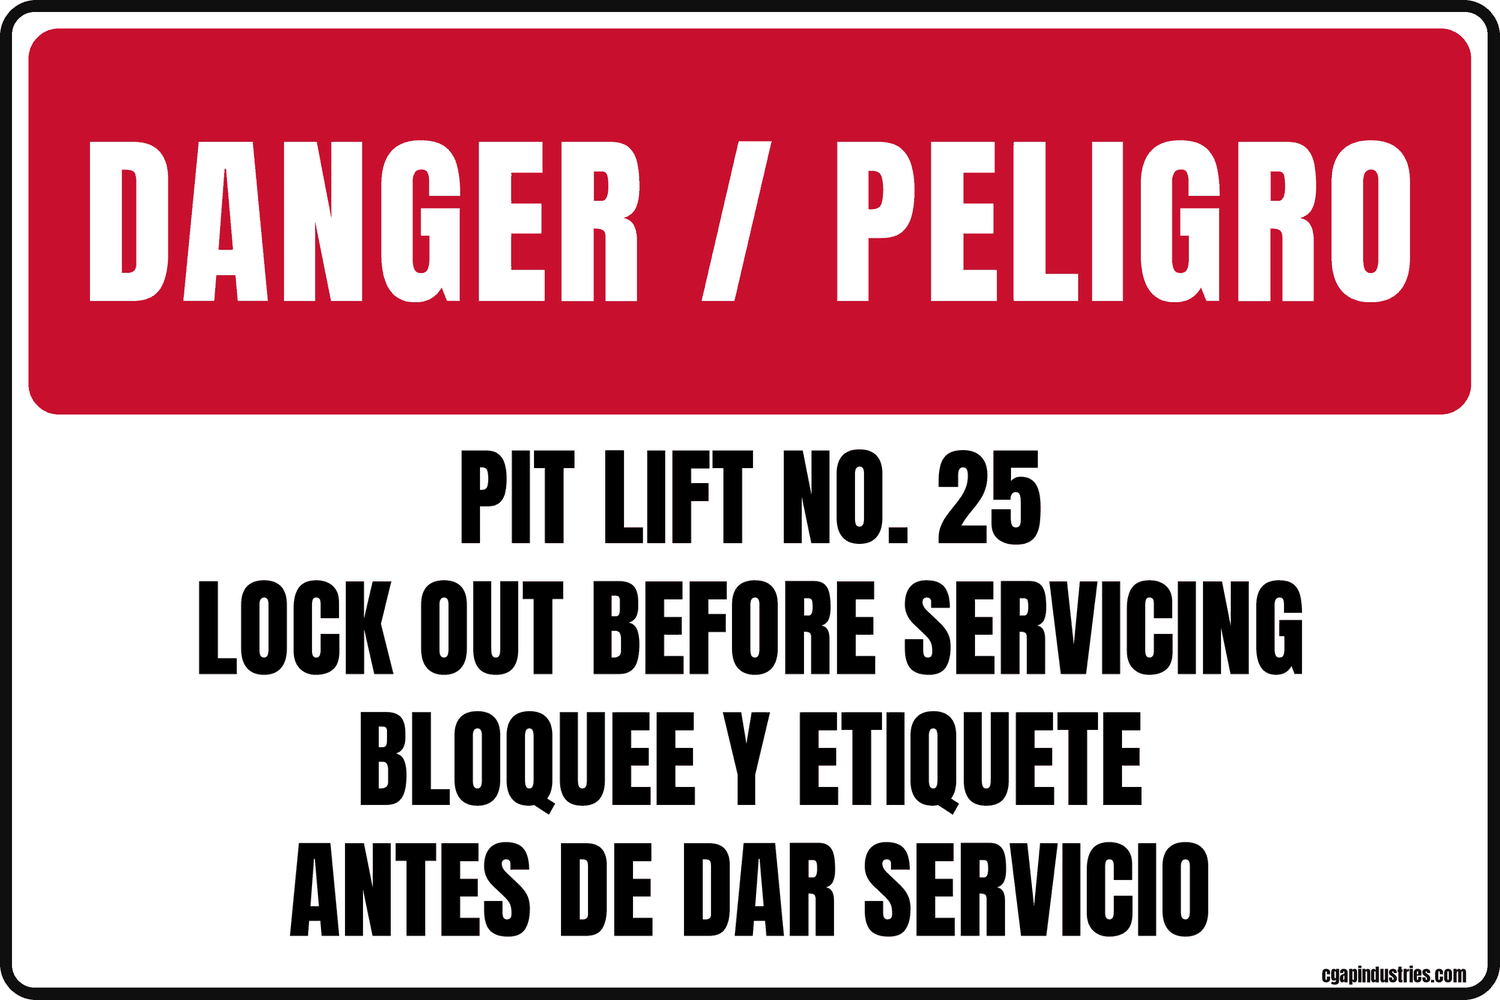 DANGER / PELIGRO
PIT LIFT NO. 25
LOCK OUT BEFORE SERVICING
BLOQUEE Y ETIQUETE
ANTES DE DAR SERVICIO
cgapindustries.com